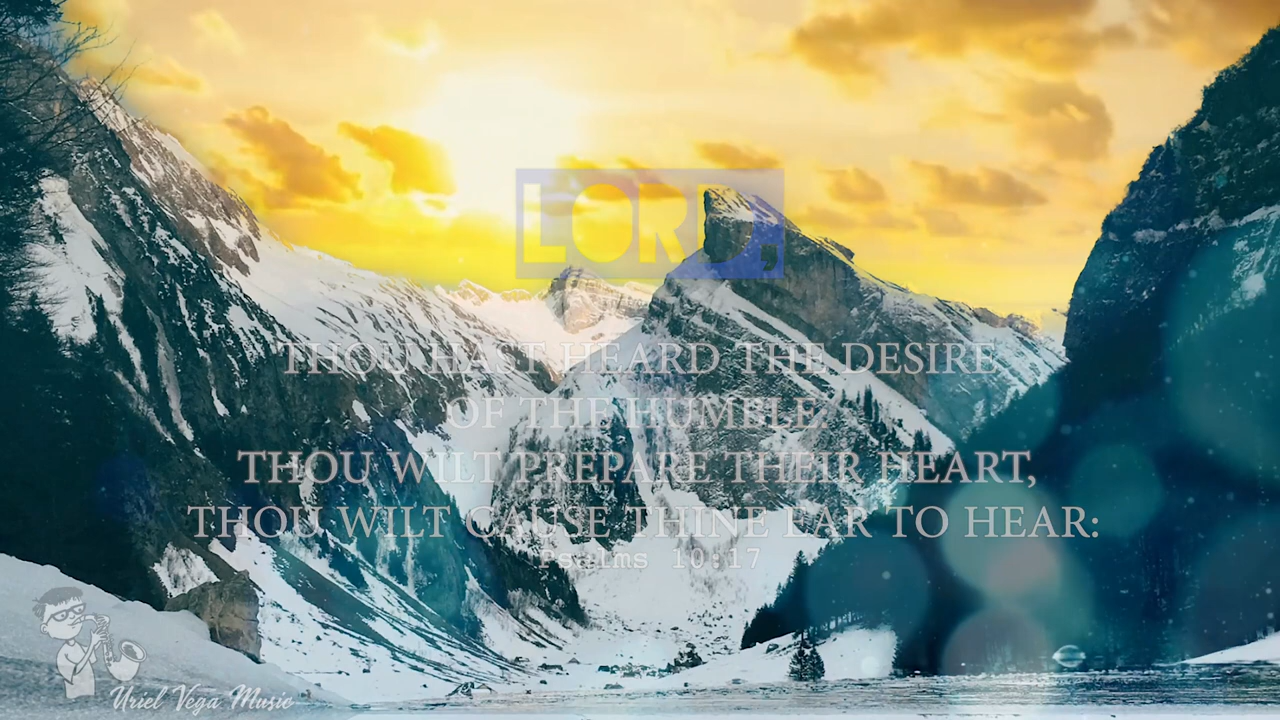 LORD,
THOU HAST HEARD THE DESIRE
OF THE HUMBLE:
THOU WILT PREPARE THEIR HEART,
THOU WILT CAUSE THINE EAR TO HEAR:
Psalms 10:17
Uriel Vega Music